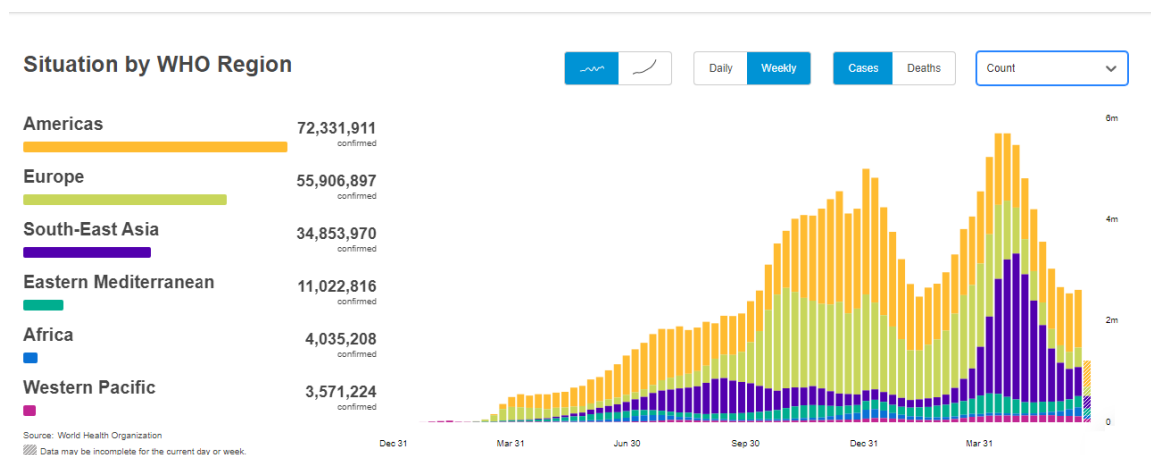 Situation by WHO Region
Daily
Weekly
Cases
Deaths
Count
Americas
72,331,911
confirmed
Europe
55,906,897
confirmed
South-East Asia
34,853,970
confirmed
Eastern Mediterranean
11,022,816
confirmed
Africa
4,035,208
confirmed
Western Pacific
3,571,224
confirmed
6m
4m
2m
0
Dec 31
Mar 31
Jun 30
Sep 30
Dec 31
Mar 31
Source: World Health Organization
Data may be incomplete for the current day or week.